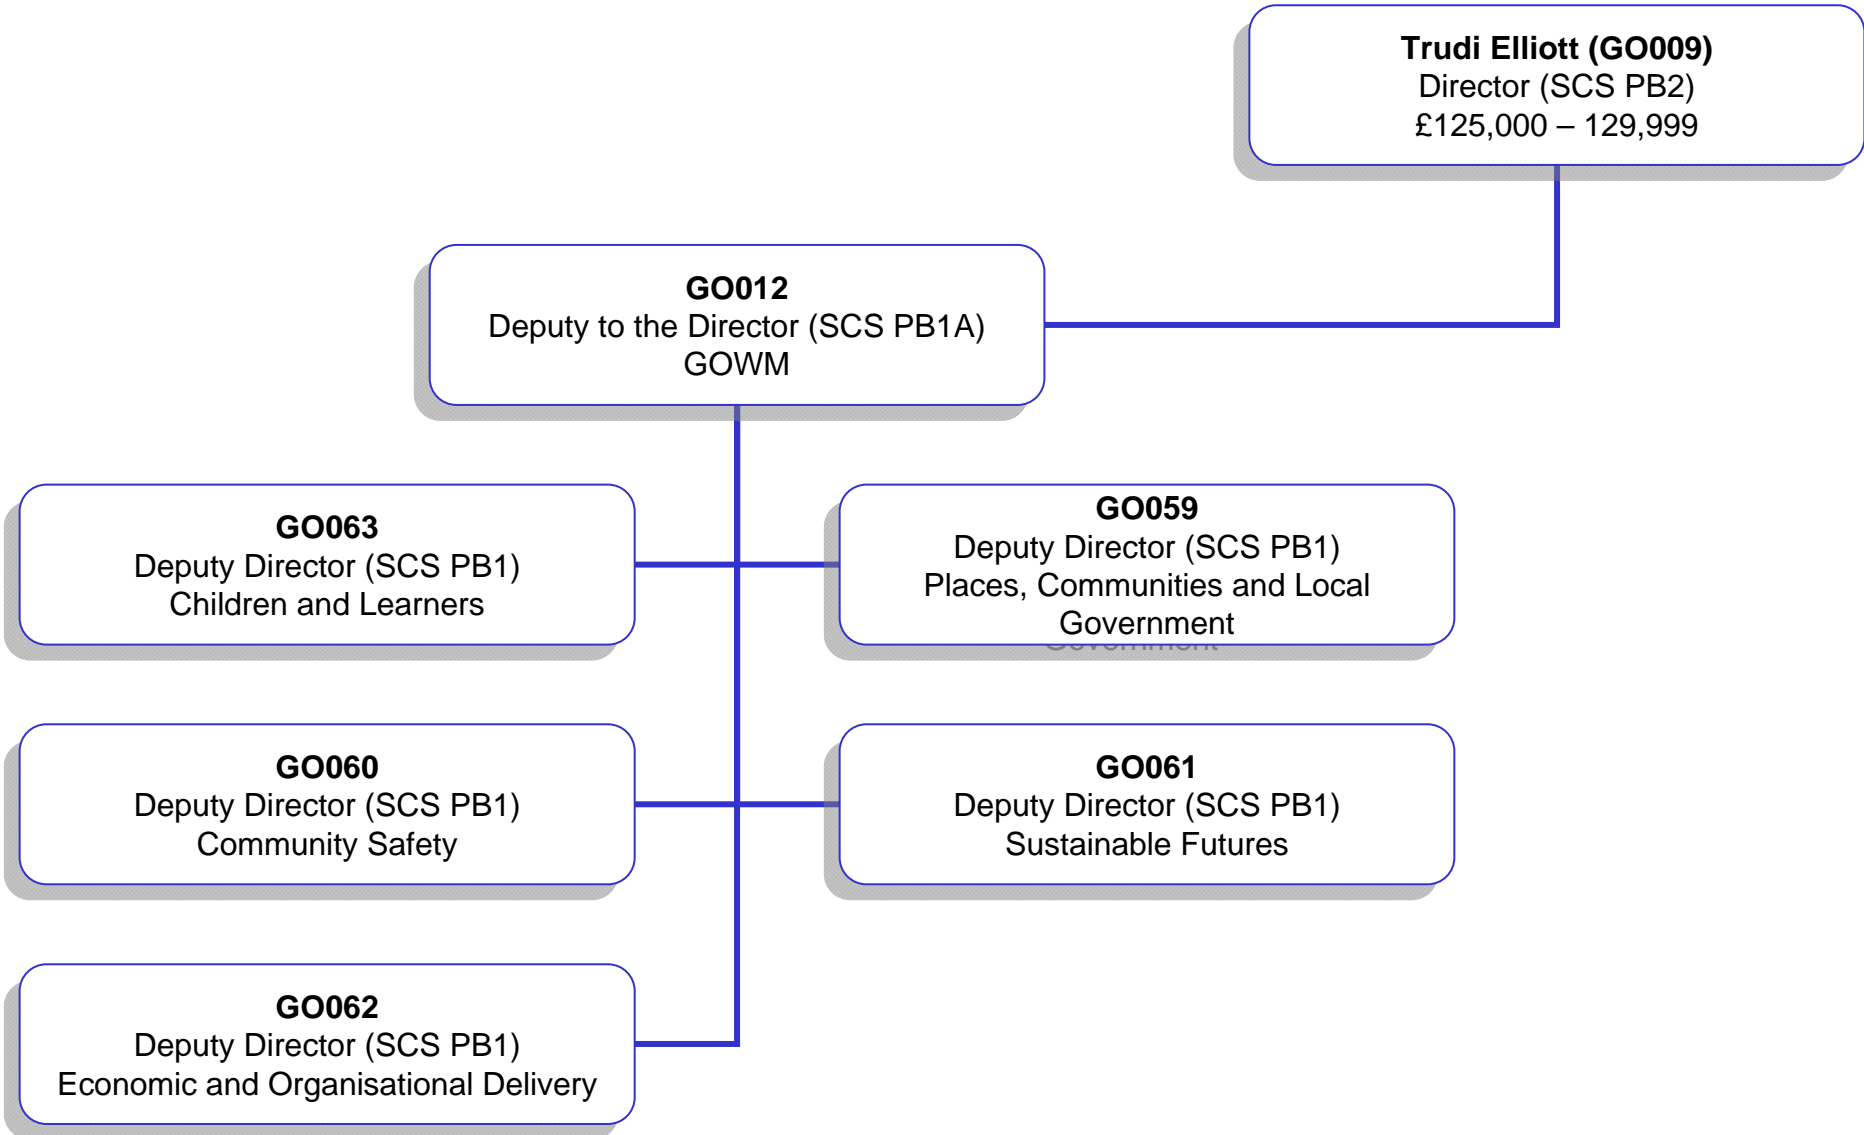 Trudi Elliott (GO009)
Director (SCS PB2)
£125,000 – 129,999
GO012
Deputy to the Director (SCS PB1A)
GOWM
GO063
Deputy Director (SCS PB1)
Children and Learners
GO059
Deputy Director (SCS PB1)
Places, Communities and Local
Government
GO060
Deputy Director (SCS PB1)
Community Safety
GO061
Deputy Director (SCS PB1)
Sustainable Futures
GO062
Deputy Director (SCS PB1)
Economic and Organisational Delivery